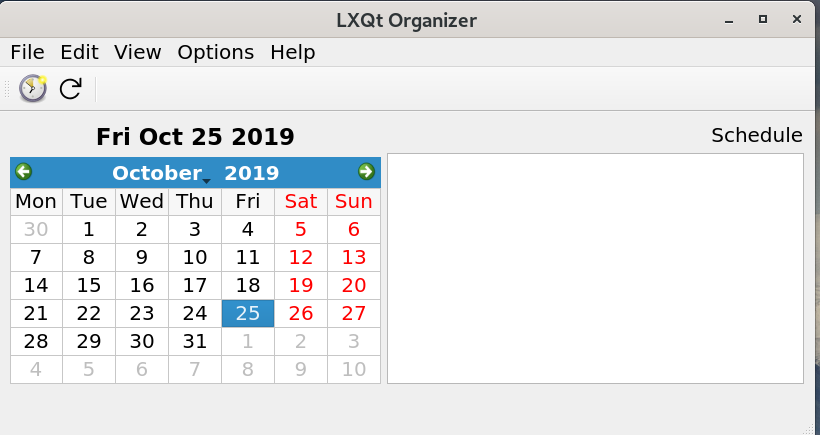 LXQt Organizer
File Edit View Options Help
Fri Oct 25 2019
Schedule
October 2019
Mon Tue Wed Thu Fri Sat Sun
30 1 2 3 4 5 6
7 8 9 10 11 12 13
14 15 16 17 18 19 20
21 22 23 24 25 26 27
28 29 30 31 1 2 3
4 5 6 7 8 9 10